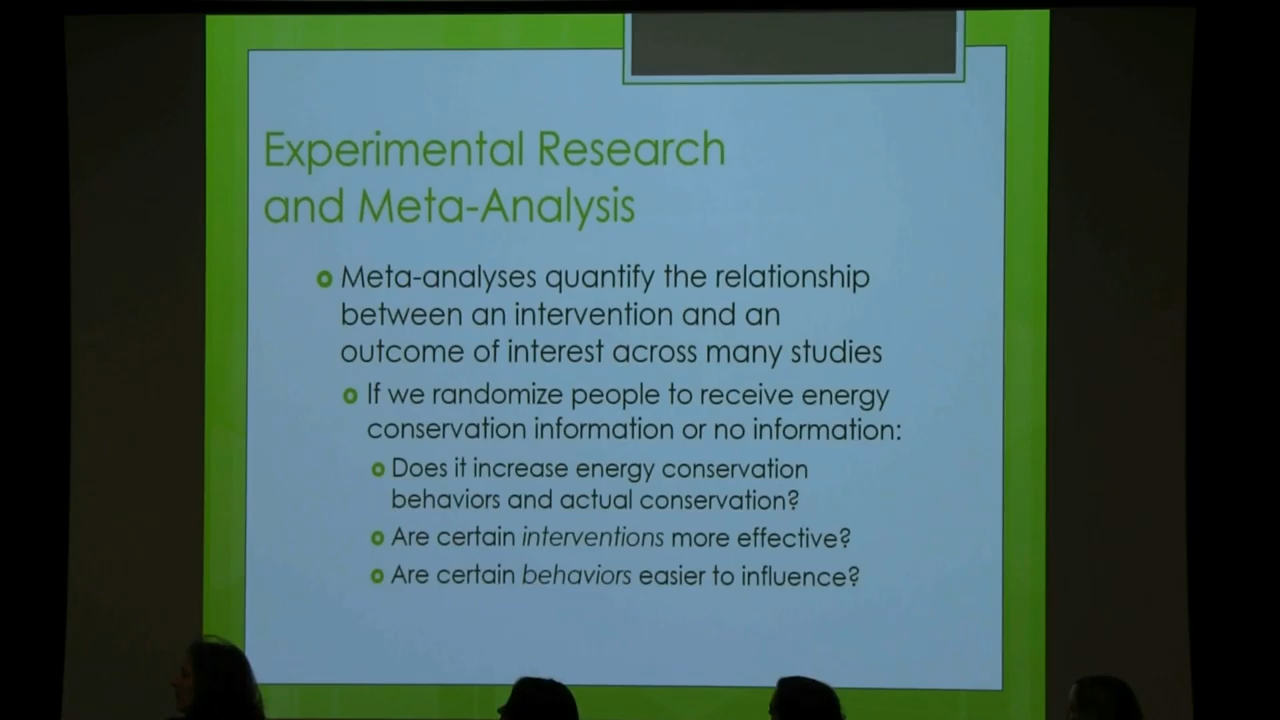 Experimental Research
and Meta-Analysis
Meta-analyses quantify the relationship
between an intervention and an
outcome of interest across many studies
If we randomize people to receive energy
conservation information or no information:
Does it increase energy conservation
behaviors and actual conservation?
Are certain interventions more effective?
Are certain behaviors easier to influence?